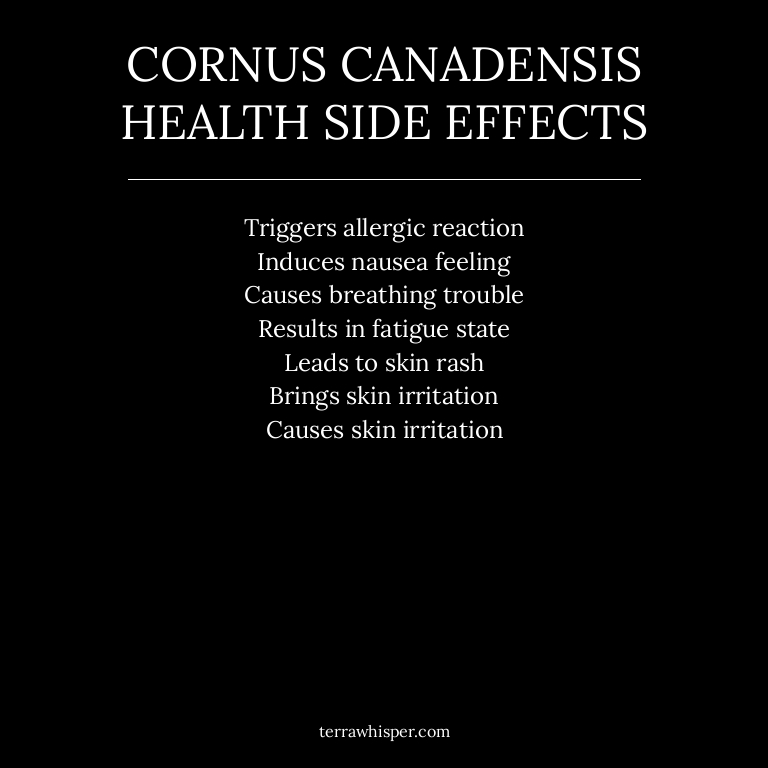 CORNUS CANADENSIS
HEALTH SIDE EFFECTS
Triggers allergic reaction
Induces nausea feeling
Causes breathing trouble
Results in fatigue state
Leads to skin rash
Brings skin irritation
Causes skin irritation
terrawhisper.com